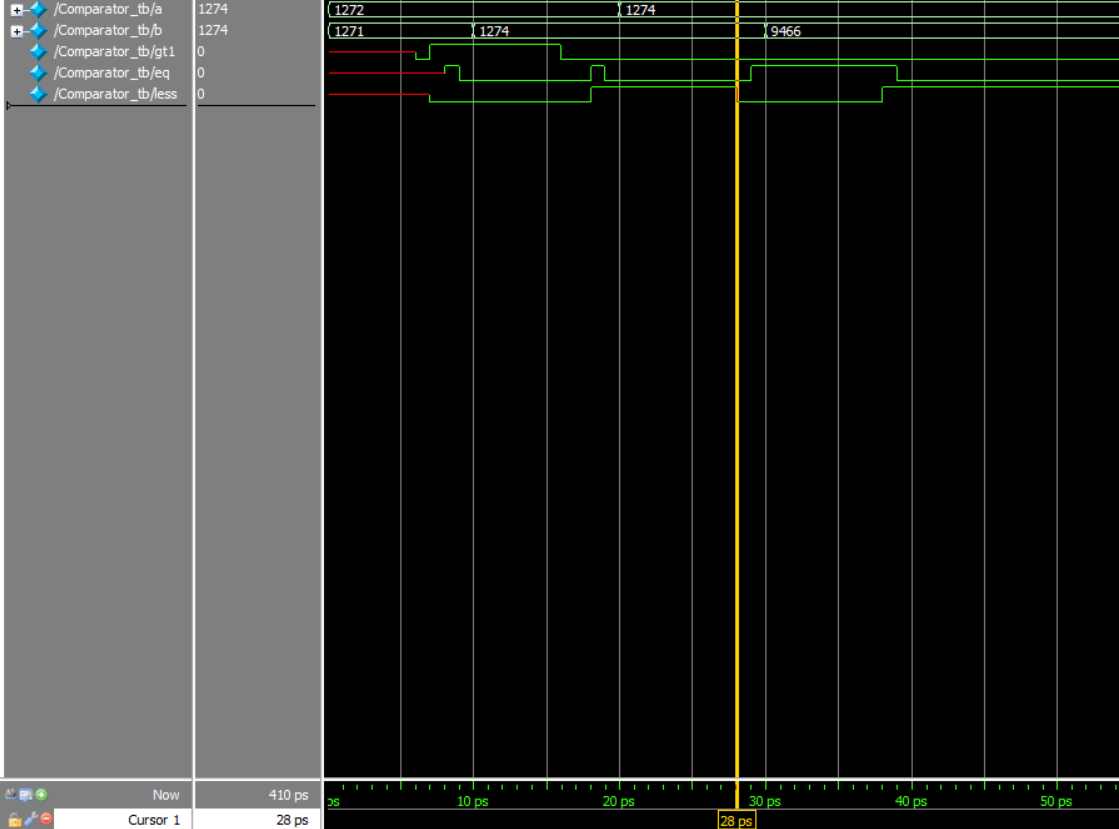 /Comparator_tb/a 1274 1272 1274
/Comparator_tb/b 1274 1271 1274 9466
/Comparator_tb/gt1 0
/Comparator_tb/eq 0
/Comparator_tb/less 0
Now 410 ps ps 10 ps 20 ps 30 ps 40 ps 50 ps
Cursor 1 28 ps 28 ps